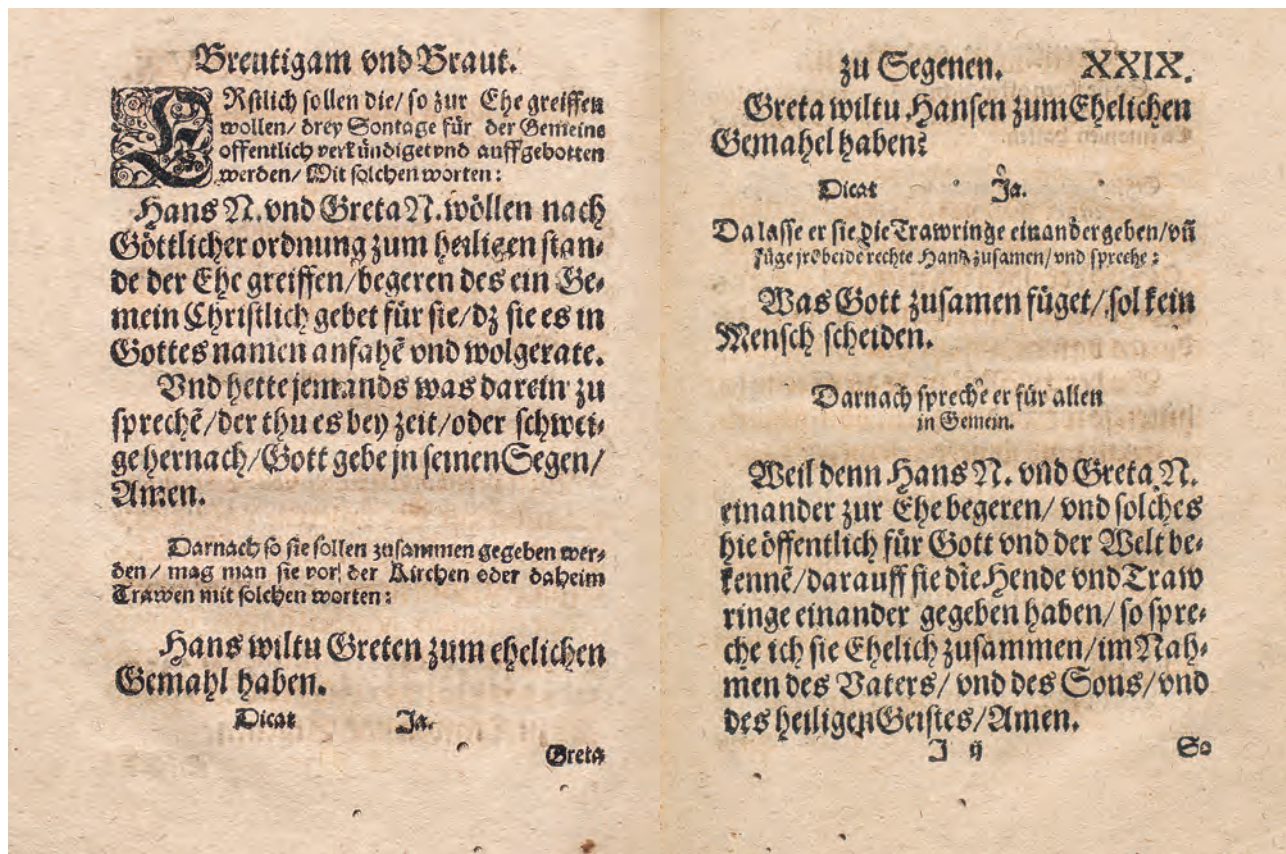 Breutigam vnd Braut.
ERstlich sollen die/ so zur Ehe greiffen
wollen/ drey Sontage für der Gemeine
offentlich verkündiget vnd auffgebotten
werden/ Mit solchen worten:
Hans N. vnd Greta N. wöllen nach
Göttlicher ordnung zum heiligen stan-
de der Ehe greiffen/ begeren des ein Ge-
mein Christlich gebet für sie/ dz sie es in
Gottes namen anfahē vnd wolgerate.
Vnd hette jemands was darein zu
sprechē/ der thu es bey zeit/ oder schwei-
ge hernach/ Gott gebe jn seinen Segen/
Amen.
Darnach so sie sollen zusammen gegeben wer-
den/ mag man sie vor der Kirchen oder daheim
Trawen mit solchen worten:
Hans wiltu Greten zum ehelichen
Gemahl haben.
Dicat Ja.
Greta
zu Segenen. XXIX.
Greta wiltu Hansen zum Ehelichen
Gemahel haben?
Dicat Ja.
Da lasse er sie die Trawringe einander geben/ vñ
füge jr beide rechte Hand zusamen/ vnd spreche:
Was Gott zusamen füget/ sol kein
Mensch scheiden.
Darnach spreche er für allen
in Gemein.
Weil denn Hans N. vnd Greta N.
einander zur Ehe begeren/ vnd solches
hie öffentlich für Gott vnd der Welt be-
kennē/ darauff sie die Hende vnd Traw
ringe einander gegeben haben/ so spre-
che ich sie Ehelich zusammen/ im Nah-
men des Vaters/ vnd des Sons/ vnd
des heiligen Geistes/ Amen.
J ij So